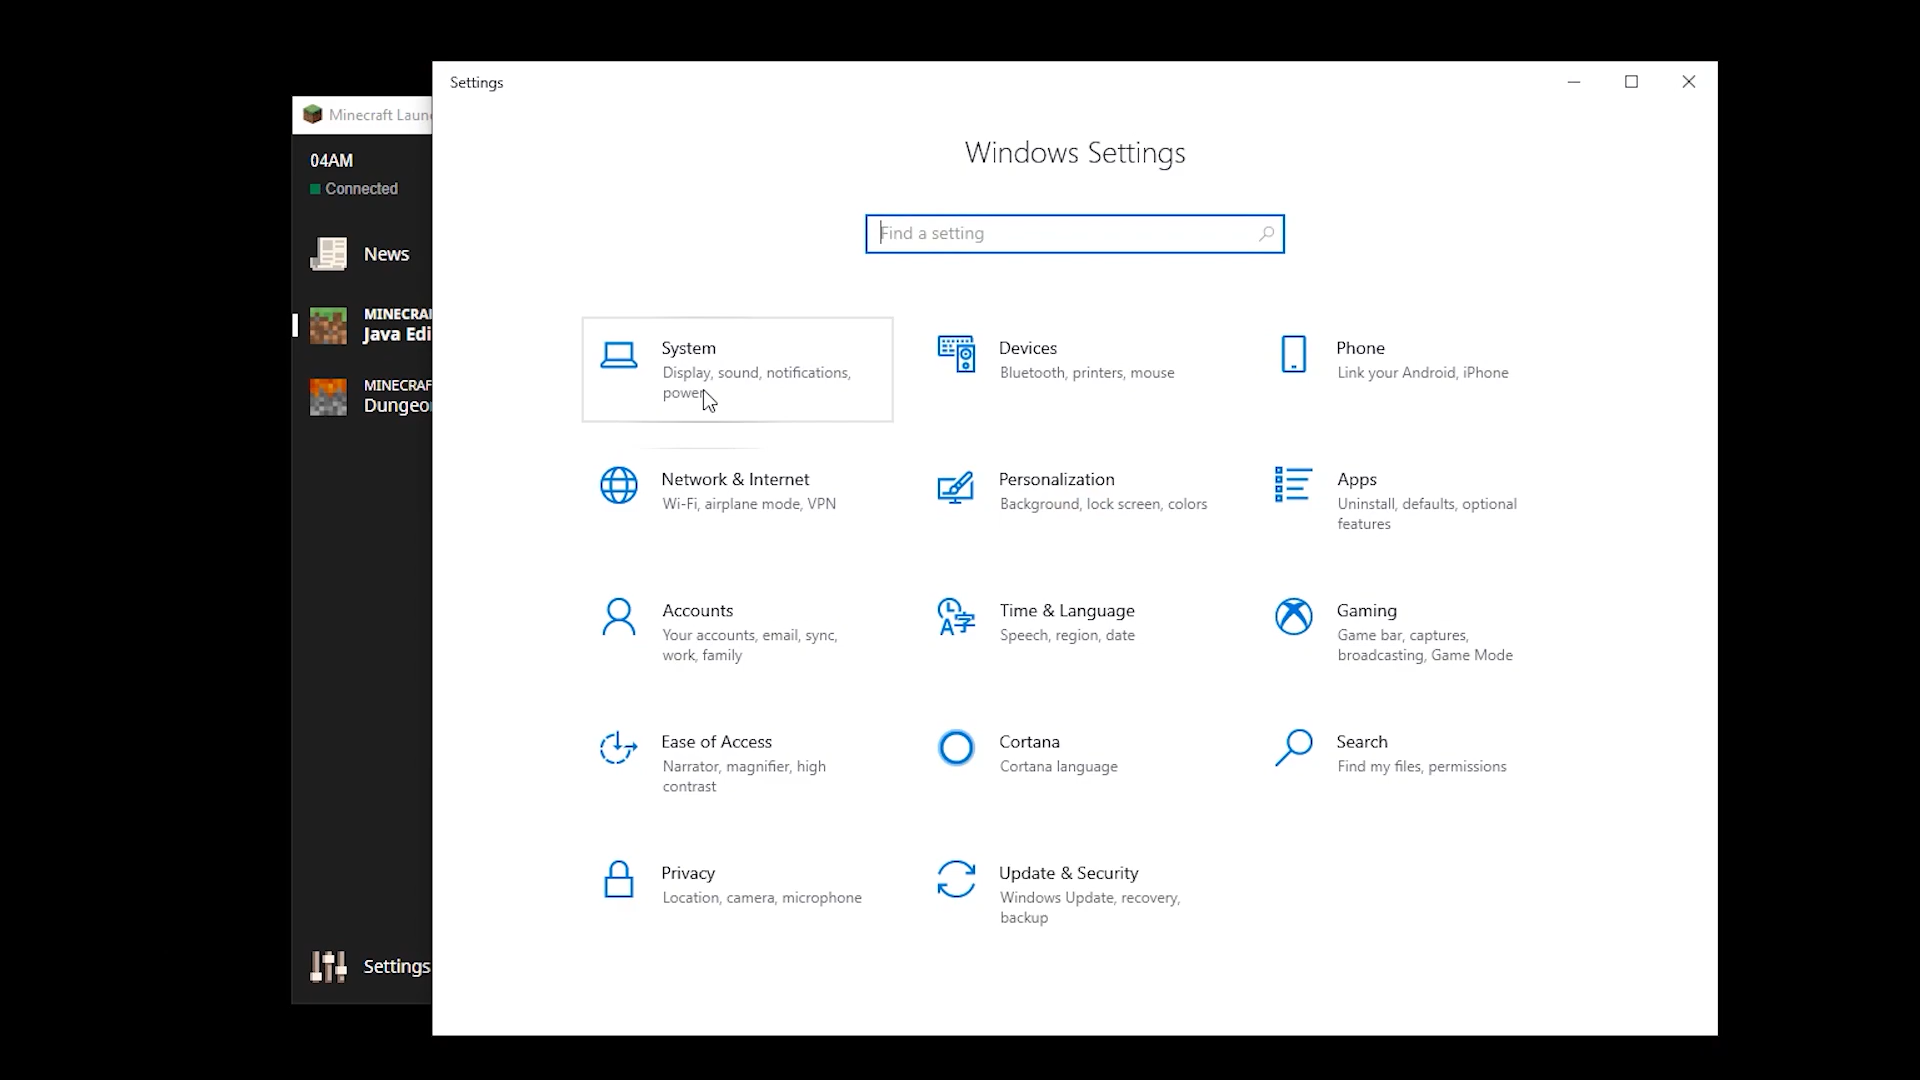 Settings
Windows Settings
Find a setting
System
Display, sound, notifications,
power
Devices
Bluetooth, printers, mouse
Phone
Link your Android, iPhone
Network & Internet
Wi-Fi, airplane mode, VPN
Personalization
Background, lock screen, colors
Apps
Uninstall, defaults, optional
features
Accounts
Your accounts, email, sync,
work, family
Time & Language
Speech, region, date
Gaming
Game bar, captures,
broadcasting, Game Mode
Ease of Access
Narrator, magnifier, high
contrast
Cortana
Cortana language
Search
Find my files, permissions
Privacy
Location, camera, microphone
Update & Security
Windows Update, recovery,
backup
Minecraft Laun
04AM
Connected
News
MINECRA
Java Edi
MINECRAF
Dungeo
Settings